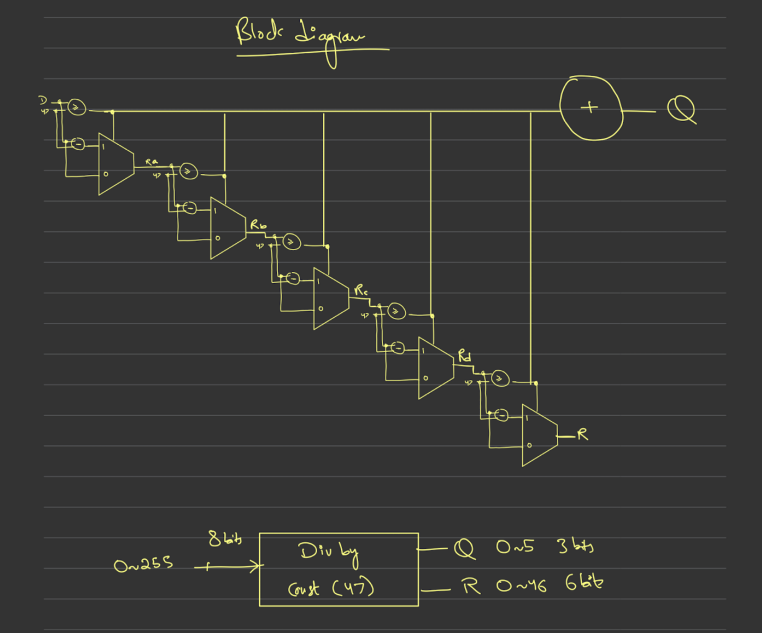 Block diagram
D
47
≥
+
Q
-
1
0
Ra
47
≥
-
1
0
Rb
47
≥
-
1
0
Rc
47
≥
-
1
0
Rd
47
≥
-
1
0
R
8 bits
0~255
Div by
Const (47)
Q 0~5 3 bits
R 0~46 6 bits